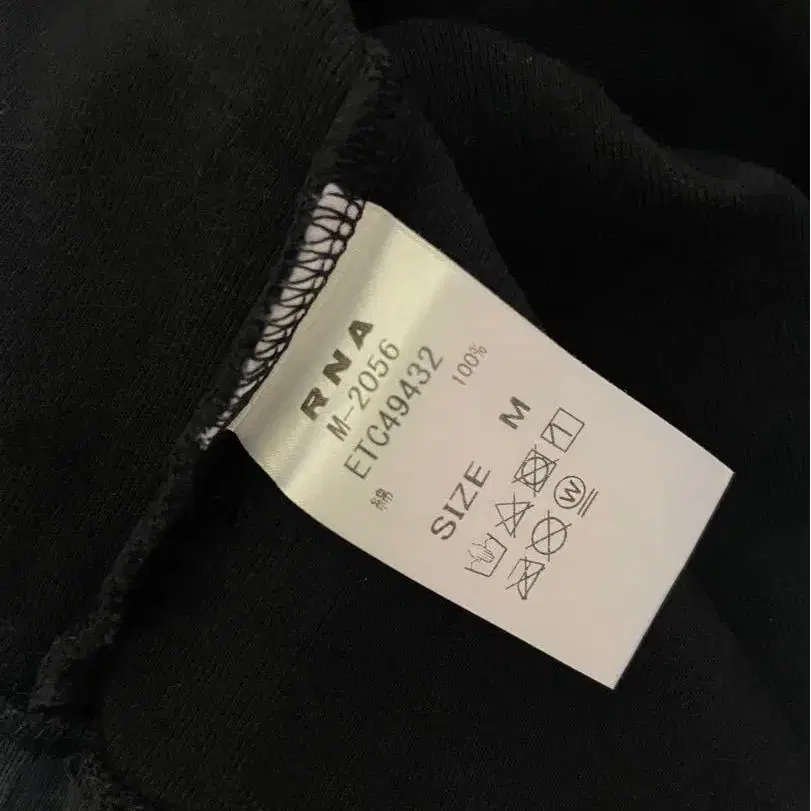 RNA
M-2056
ETC49432
綿 100%
SIZE M
W